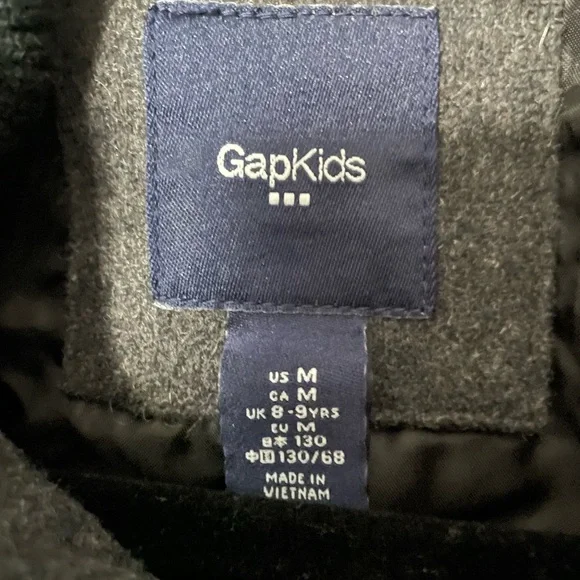 GapKids
US M
CA M
UK 8-9YRS
EU M
日本 130
中国 130/68
MADE IN
VIETNAM